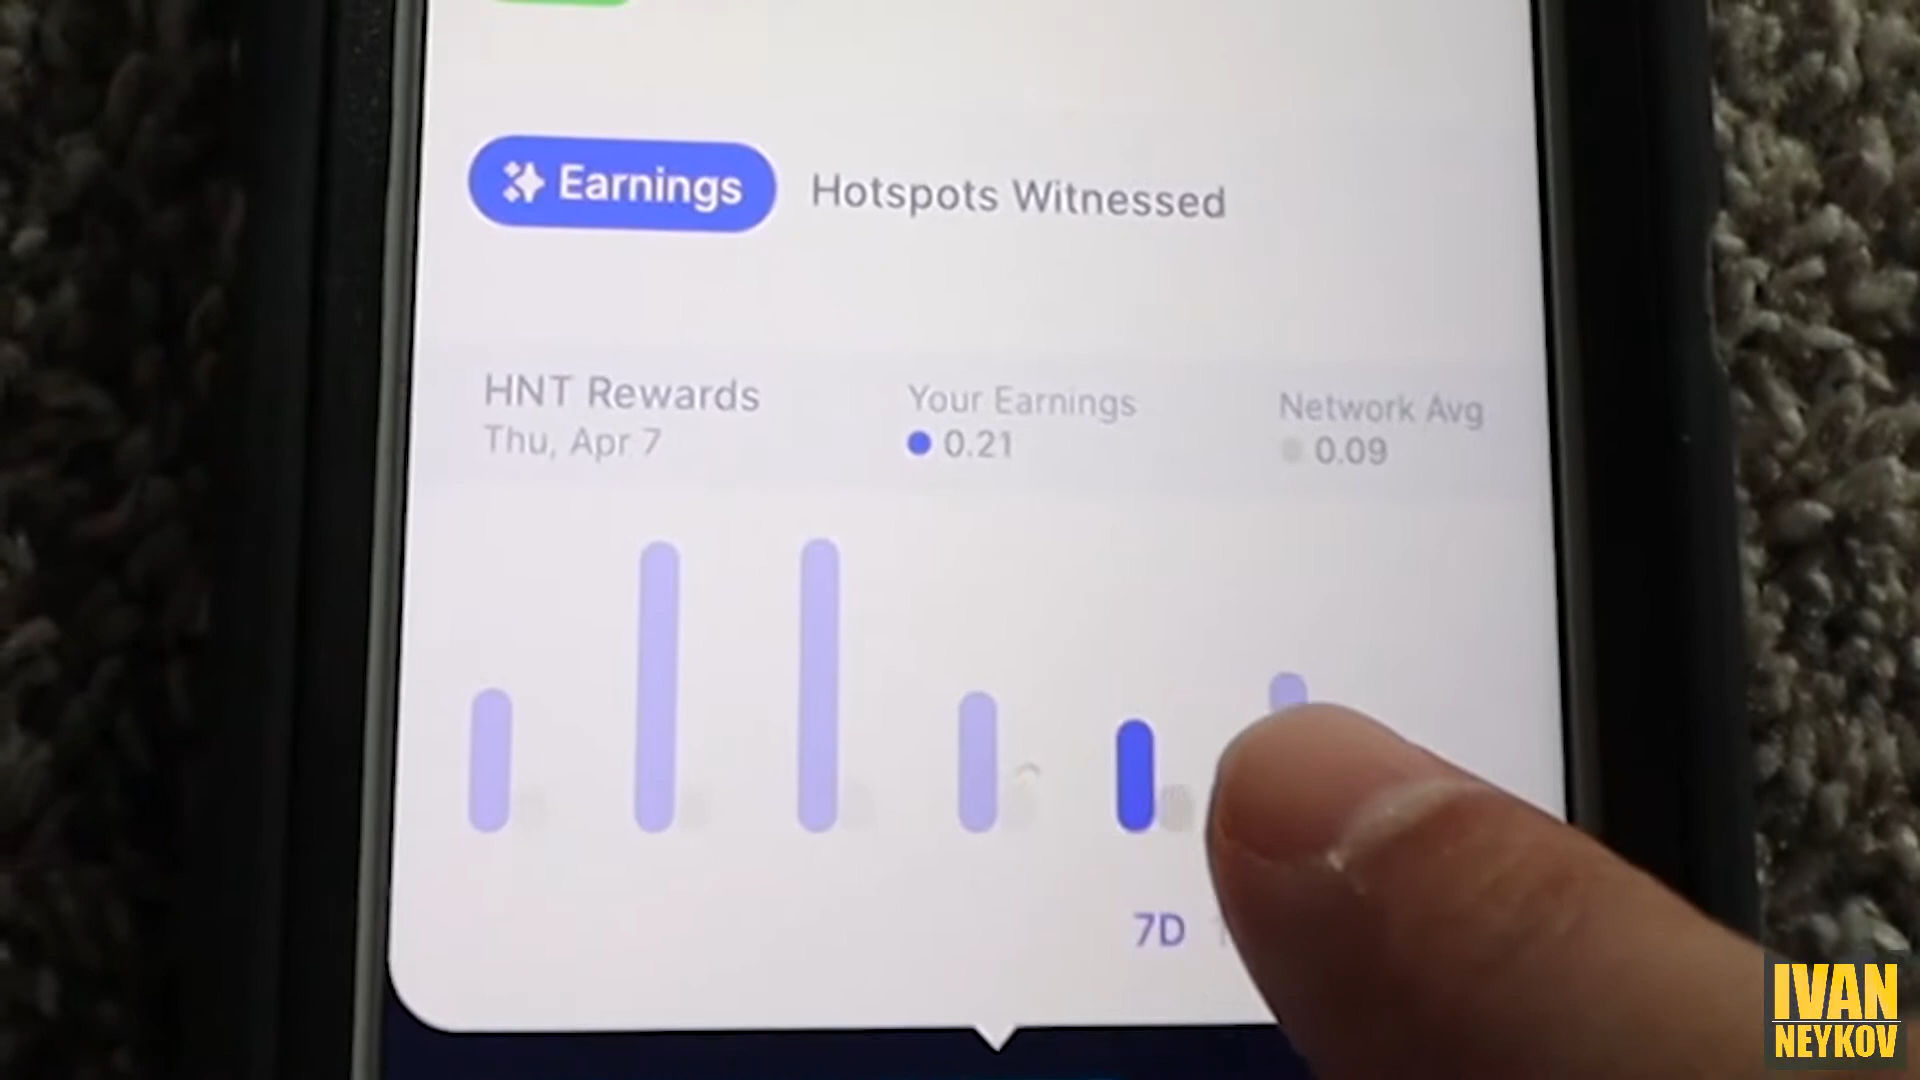 Earnings
Hotspots Witnessed
HNT Rewards
Your Earnings
Network Avg
Thu, Apr 7
0.21
0.09
7D
IVAN
NEYKOV